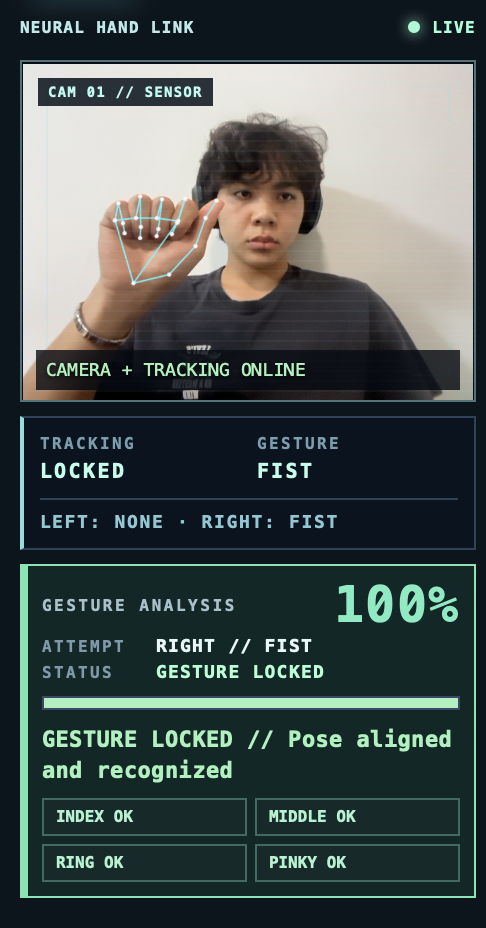 NEURAL HAND LINK
LIVE
CAM 01 // SENSOR
CAMERA + TRACKING ONLINE
TRACKING
GESTURE
LOCKED
FIST
LEFT: NONE · RIGHT: FIST
GESTURE ANALYSIS
100%
ATTEMPT
RIGHT // FIST
STATUS
GESTURE LOCKED
GESTURE LOCKED // Pose aligned
and recognized
INDEX OK
MIDDLE OK
RING OK
PINKY OK